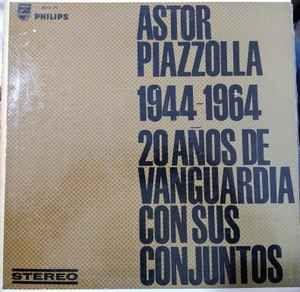 PHILIPS
ASTOR
PIAZZOLLA
1944-1964
20 AÑOS DE
VANGUARDIA
CON SUS
CONJUNTOS
STEREO